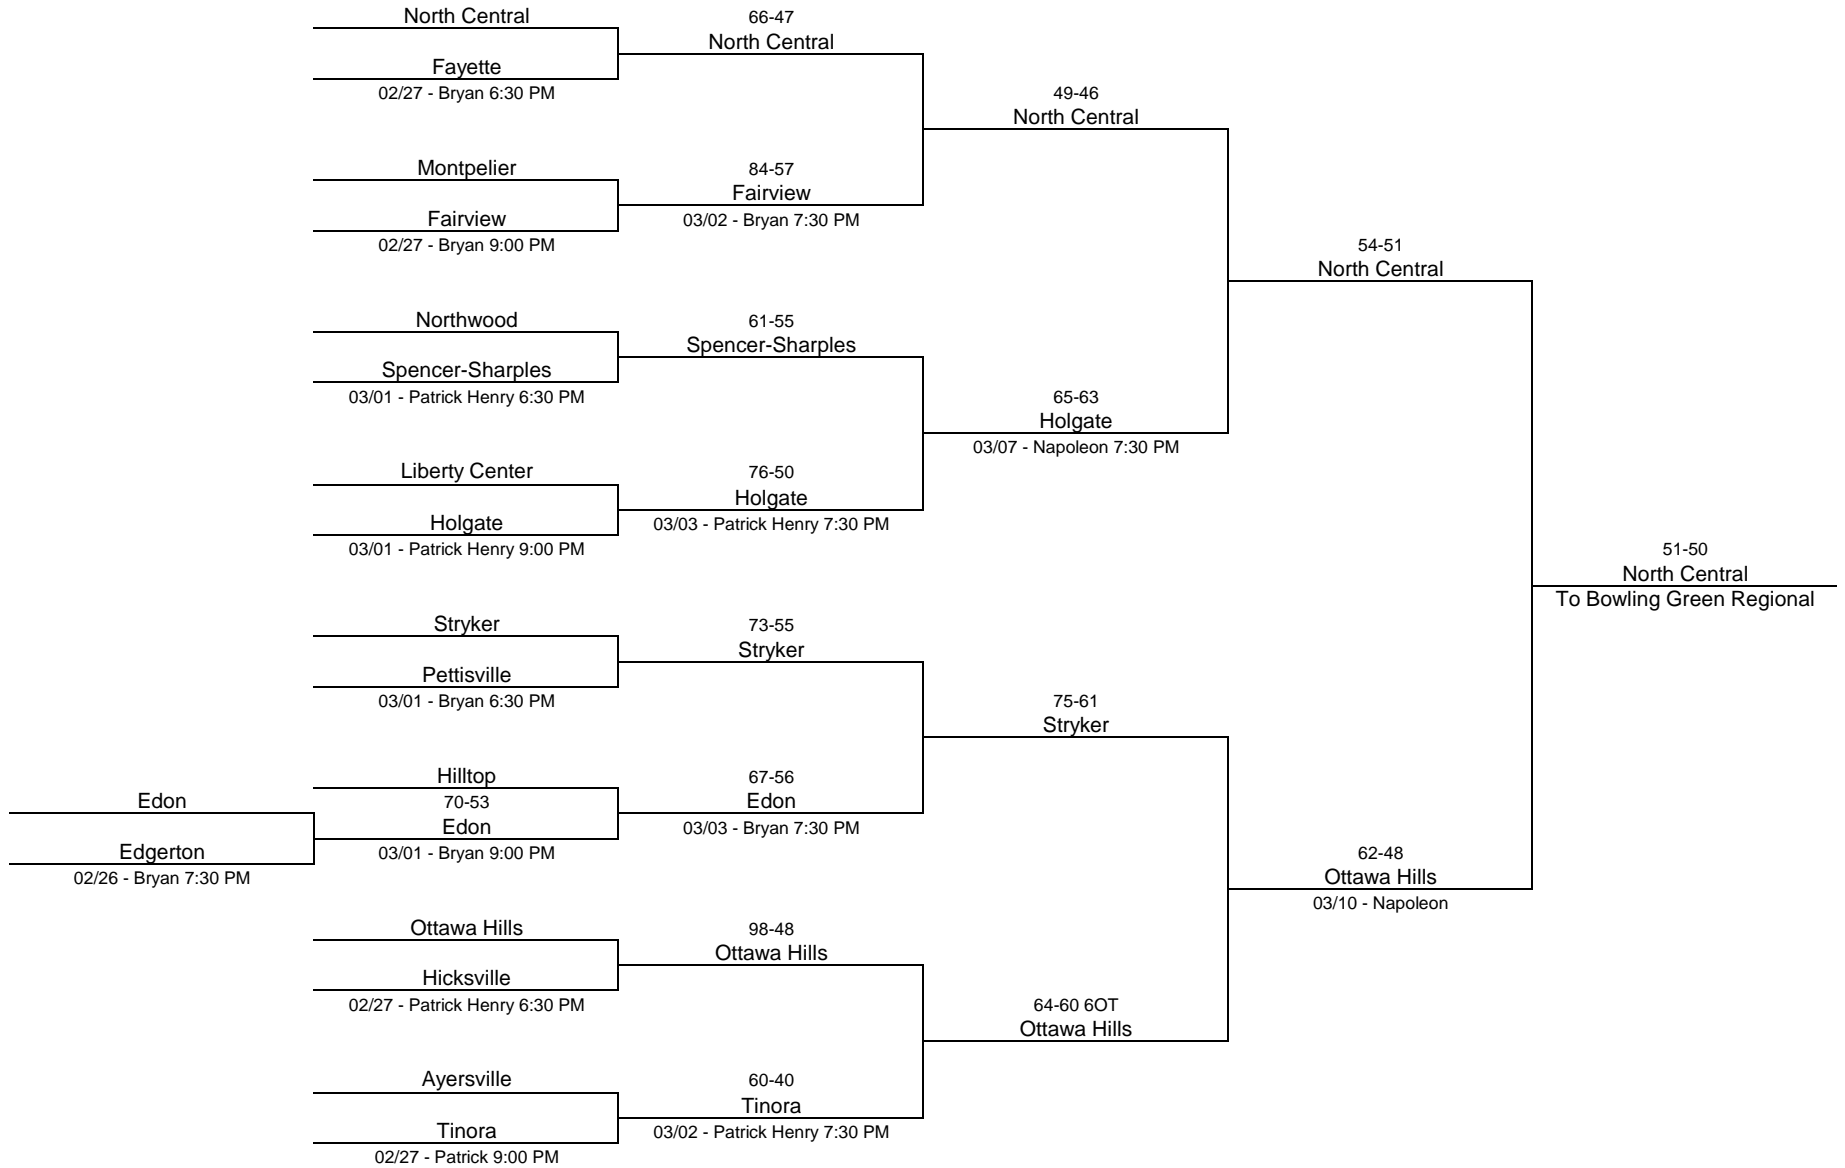 North Central
Fayette
02/27 - Bryan 6:30 PM
Montpelier
Fairview
02/27 - Bryan 9:00 PM
Northwood
Spencer-Sharples
03/01 - Patrick Henry 6:30 PM
Liberty Center
Holgate
03/01 - Patrick Henry 9:00 PM
Stryker
Pettisville
03/01 - Bryan 6:30 PM
Edon
Edgerton
02/26 - Bryan 7:30 PM
Hilltop
70-53
Edon
03/01 - Bryan 9:00 PM
Ottawa Hills
Hicksville
02/27 - Patrick Henry 6:30 PM
Ayersville
Tinora
02/27 - Patrick 9:00 PM
66-47
North Central
84-57
Fairview
03/02 - Bryan 7:30 PM
61-55
Spencer-Sharples
76-50
Holgate
03/03 - Patrick Henry 7:30 PM
73-55
Stryker
67-56
Edon
03/03 - Bryan 7:30 PM
98-48
Ottawa Hills
60-40
Tinora
03/02 - Patrick Henry 7:30 PM
49-46
North Central
65-63
Holgate
03/07 - Napoleon 7:30 PM
75-61
Stryker
64-60 6OT
Ottawa Hills
54-51
North Central
62-48
Ottawa Hills
03/10 - Napoleon
51-50
North Central
To Bowling Green Regional